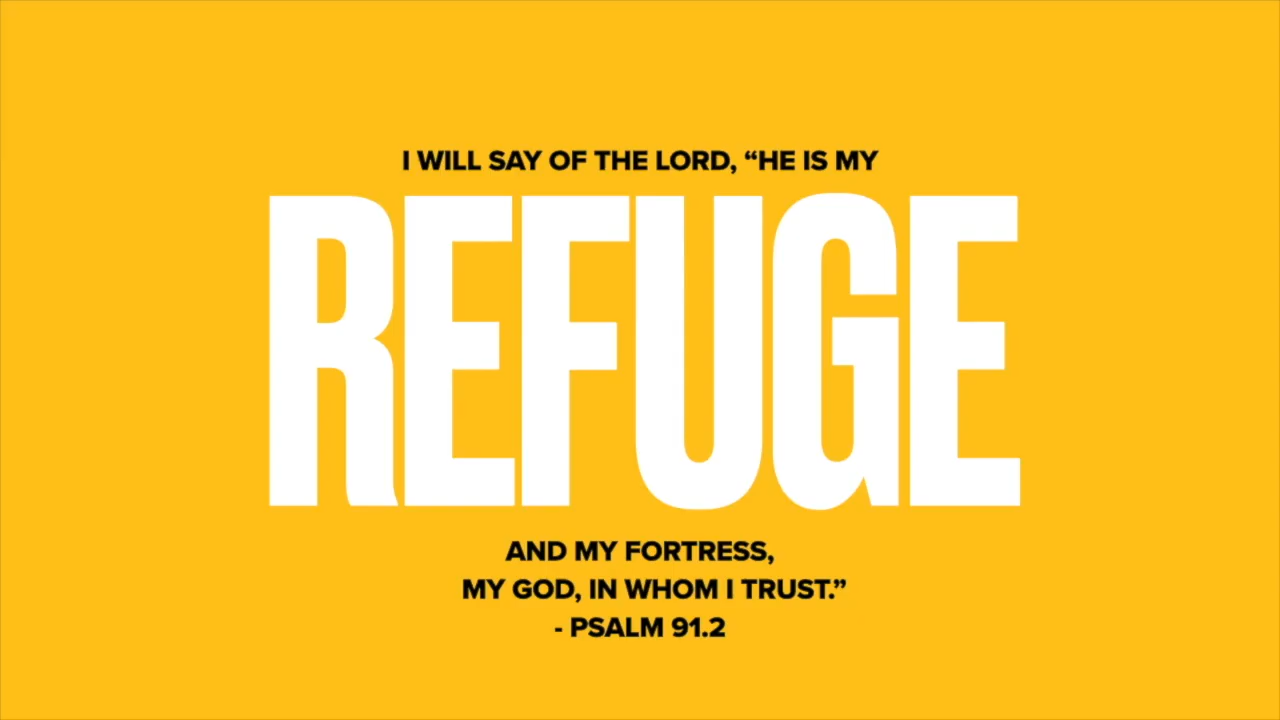 I WILL SAY OF THE LORD, “HE IS MY
REFUGE
AND MY FORTRESS,
MY GOD, IN WHOM I TRUST.”
- PSALM 91.2